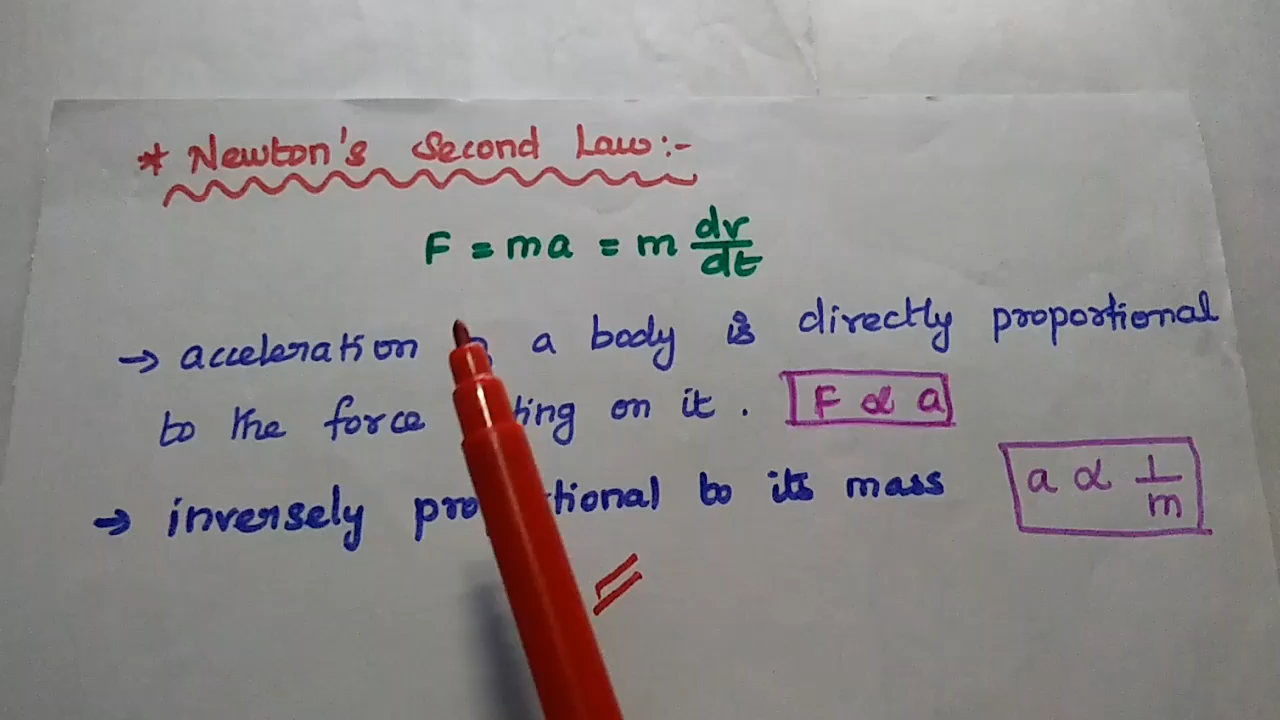 * Newton's Second Law:-
F = ma = m dv/dt
→ acceleration a body is directly proportional
to the force ting on it. F ∝ a
→ inversely pro tional to its mass a ∝ 1/m